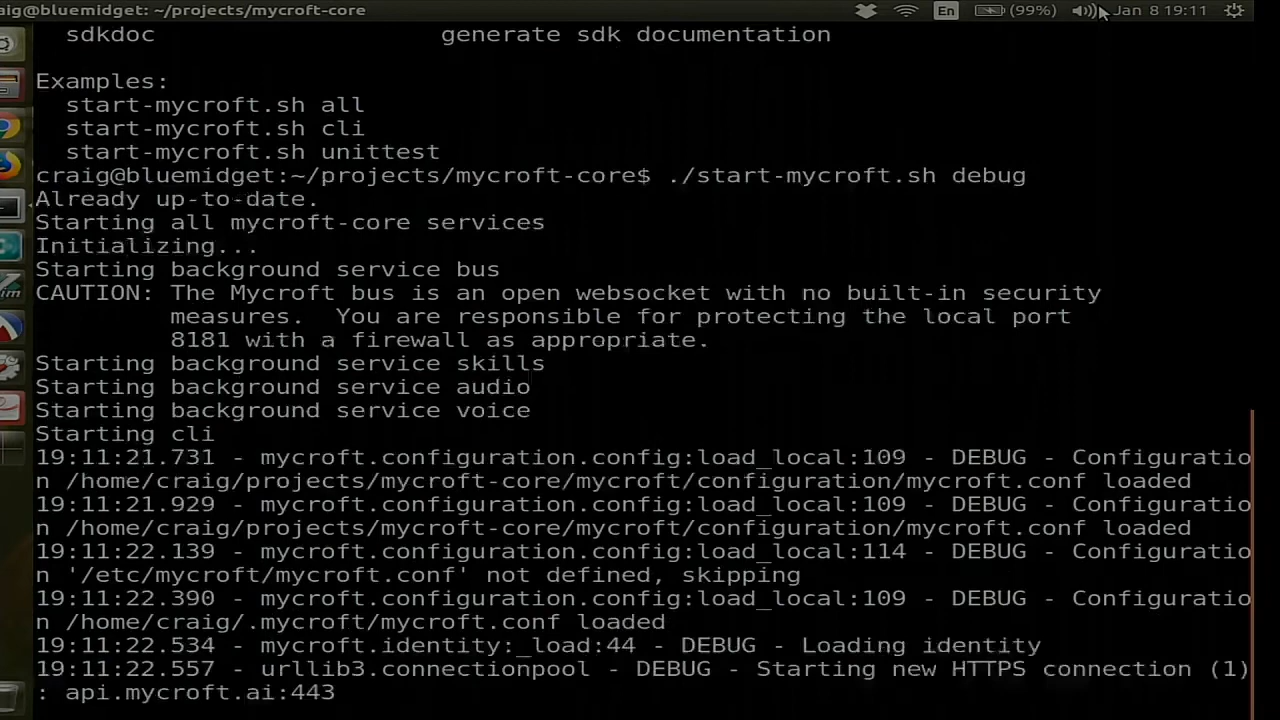 aig@bluemidget: ~/projects/mycroft-core En (99%) Jan 8 19:11
sdkdoc generate sdk documentation
Examples:
start-mycroft.sh all
start-mycroft.sh cli
start-mycroft.sh unittest
craig@bluemidget:~/projects/mycroft-core$ ./start-mycroft.sh debug
Already up-to-date.
Starting all mycroft-core services
Initializing...
Starting background service bus
CAUTION: The Mycroft bus is an open websocket with no built-in security
measures. You are responsible for protecting the local port
8181 with a firewall as appropriate.
Starting background service skills
Starting background service audio
Starting background service voice
Starting cli
19:11:21.731 - mycroft.configuration.config:load_local:109 - DEBUG - Configuratio
n /home/craig/projects/mycroft-core/mycroft/configuration/mycroft.conf loaded
19:11:21.929 - mycroft.configuration.config:load_local:109 - DEBUG - Configuratio
n /home/craig/projects/mycroft-core/mycroft/configuration/mycroft.conf loaded
19:11:22.139 - mycroft.configuration.config:load_local:114 - DEBUG - Configuratio
n '/etc/mycroft/mycroft.conf' not defined, skipping
19:11:22.390 - mycroft.configuration.config:load_local:109 - DEBUG - Configuratio
n /home/craig/.mycroft/mycroft.conf loaded
19:11:22.534 - mycroft.identity:_load:44 - DEBUG - Loading identity
19:11:22.557 - urllib3.connectionpool - DEBUG - Starting new HTTPS connection (1)
: api.mycroft.ai:443